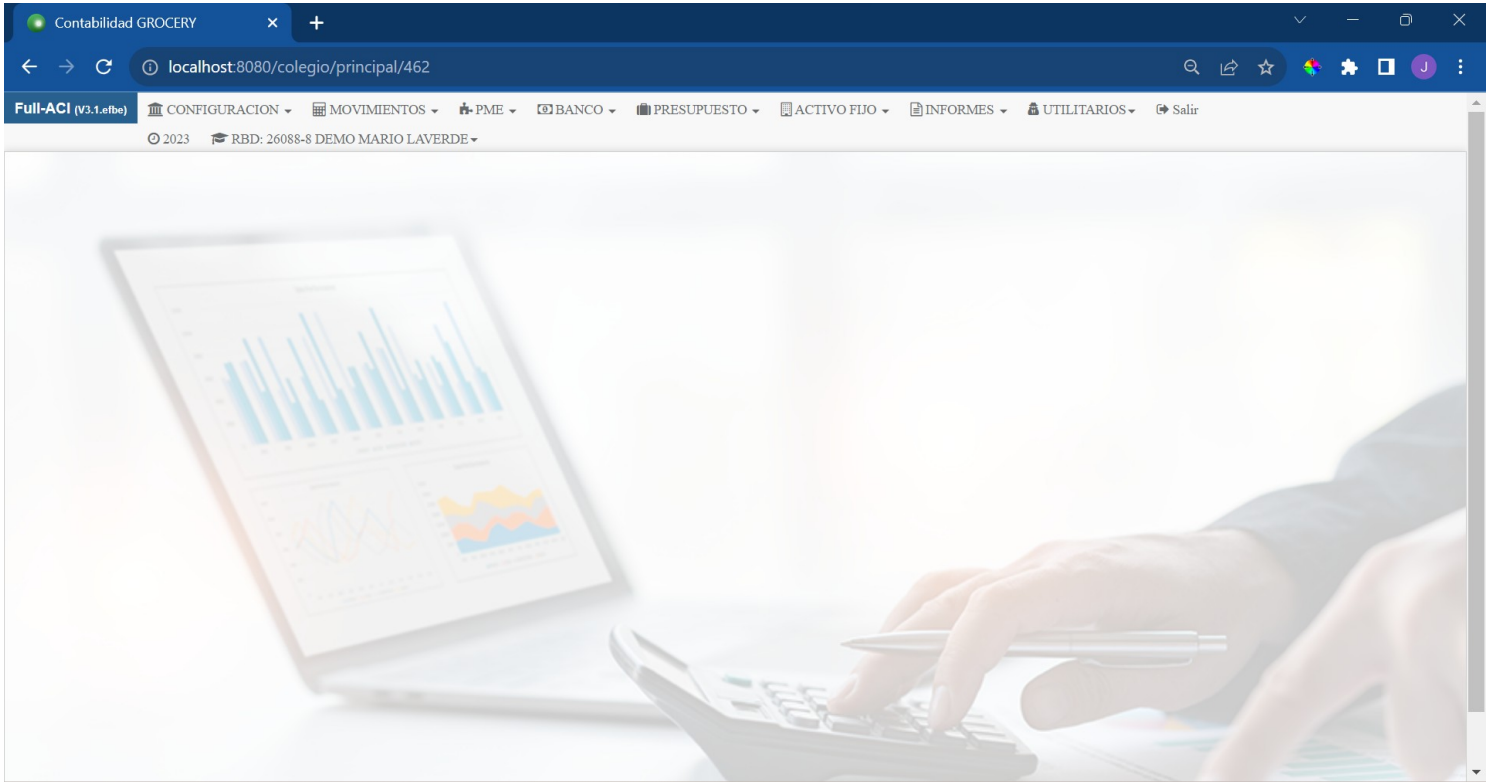 Contabilidad GROCERY
localhost:8080/colegio/principal/462
J
Full-ACI (V3.1.efbe) CONFIGURACION MOVIMIENTOS PME BANCO PRESUPUESTO ACTIVO FIJO INFORMES UTILITARIOS Salir
2023 RBD: 26088-8 DEMO MARIO LAVERDE